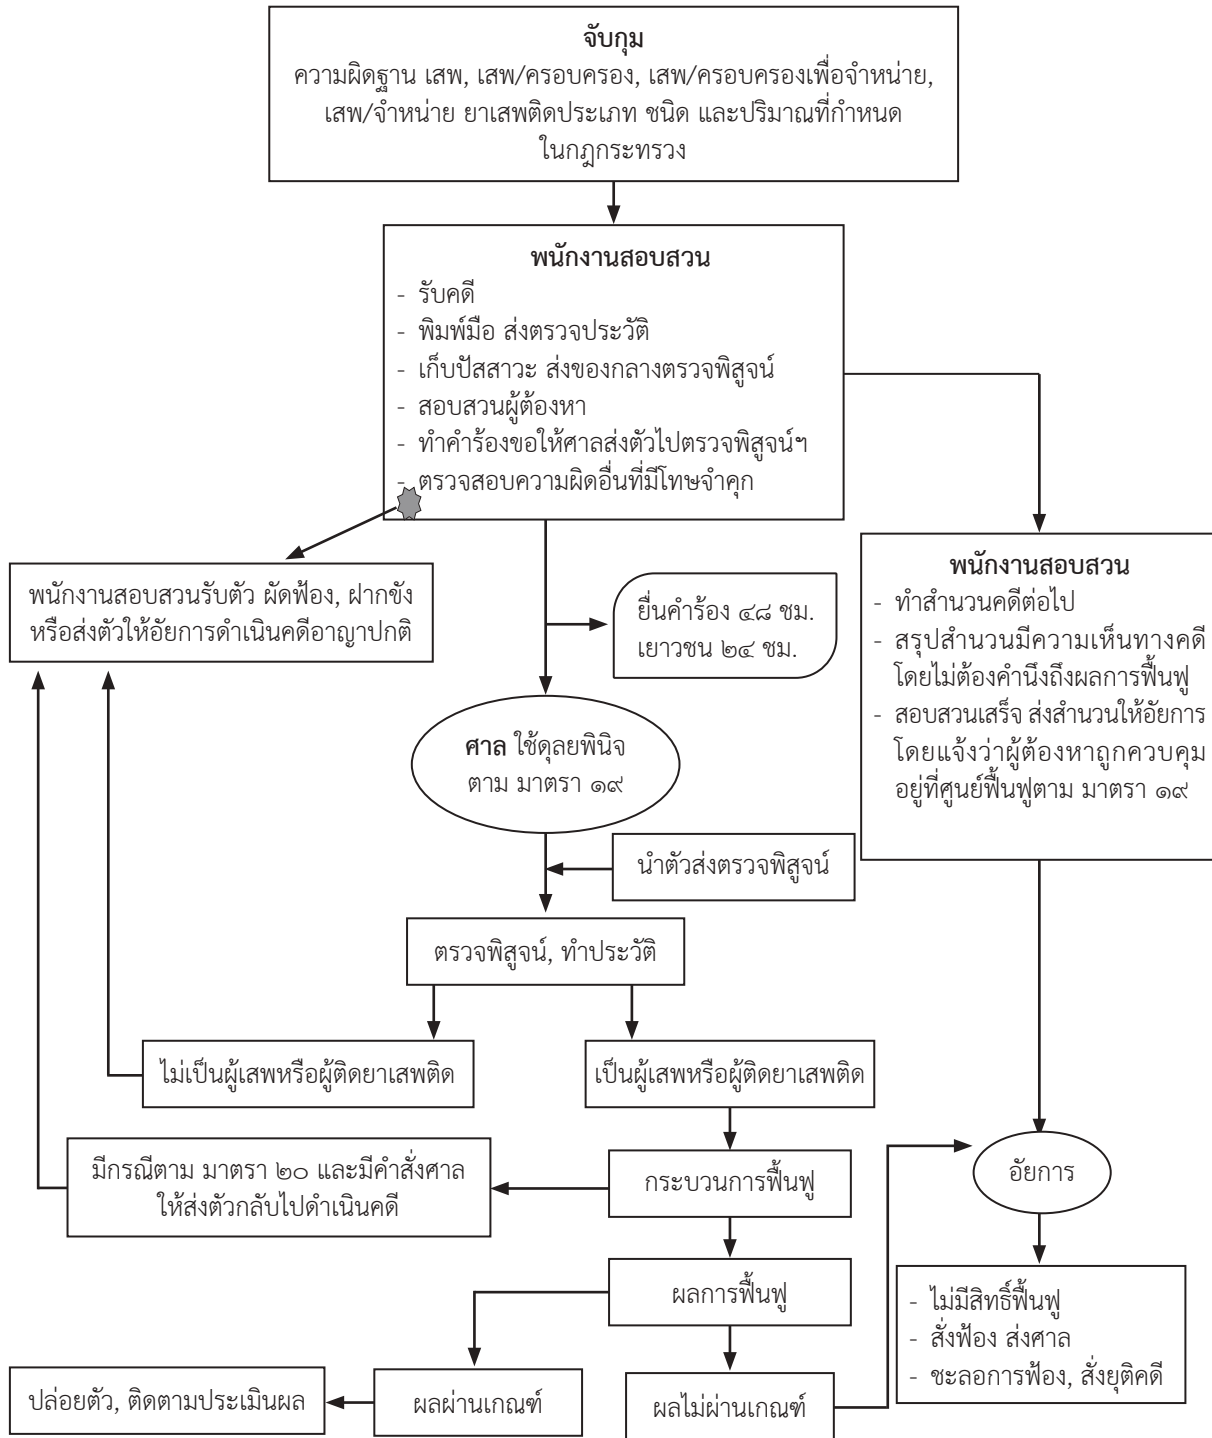 จับกุม
ความผิดฐาน เสพ, เสพ/ครอบครอง, เสพ/ครอบครองเพื่อจำหน่าย,
เสพ/จำหน่าย ยาเสพติดประเภท ชนิด และปริมาณที่กำหนด
ในกฎกระทรวง
พนักงานสอบสวน
- รับคดี
- พิมพ์มือ ส่งตรวจประวัติ
- เก็บปัสสาวะ ส่งของกลางตรวจพิสูจน์
- สอบสวนผู้ต้องหา
- ทำคำร้องขอให้ศาลส่งตัวไปตรวจพิสูจน์ฯ
- ตรวจสอบความผิดอื่นที่มีโทษจำคุก
พนักงานสอบสวนรับตัว ผัดฟ้อง, ฝากขัง
หรือส่งตัวให้อัยการดำเนินคดีอาญาปกติ
ยื่นคำร้อง ๔๘ ชม.
เยาวชน ๒๔ ชม.
พนักงานสอบสวน
- ทำสำนวนคดีต่อไป
- สรุปสำนวนมีความเห็นทางคดี
โดยไม่ต้องคำนึงถึงผลการฟื้นฟู
- สอบสวนเสร็จ ส่งสำนวนให้อัยการ
โดยแจ้งว่าผู้ต้องหาถูกควบคุม
อยู่ที่ศูนย์ฟื้นฟูตาม มาตรา ๑๙
ศาล ใช้ดุลยพินิจ
ตาม มาตรา ๑๙
นำตัวส่งตรวจพิสูจน์
ตรวจพิสูจน์, ทำประวัติ
ไม่เป็นผู้เสพหรือผู้ติดยาเสพติด
เป็นผู้เสพหรือผู้ติดยาเสพติด
มีกรณีตาม มาตรา ๒๐ และมีคำสั่งศาล
ให้ส่งตัวกลับไปดำเนินคดี
กระบวนการฟื้นฟู
อัยการ
ผลการฟื้นฟู
- ไม่มีสิทธิ์ฟื้นฟู
- สั่งฟ้อง ส่งศาล
- ชะลอการฟ้อง, สั่งยุติคดี
ปล่อยตัว, ติดตามประเมินผล
ผลผ่านเกณฑ์
ผลไม่ผ่านเกณฑ์